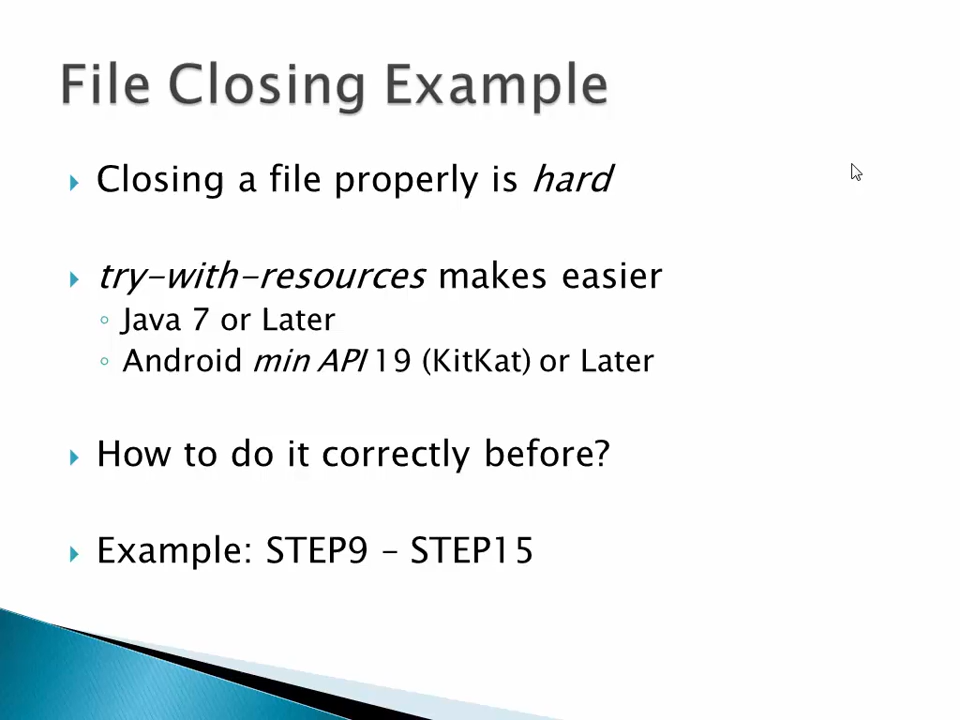 File Closing Example
Closing a file properly is hard
try-with-resources makes easier
Java 7 or Later
Android min API 19 (KitKat) or Later
How to do it correctly before?
Example: STEP9 – STEP15